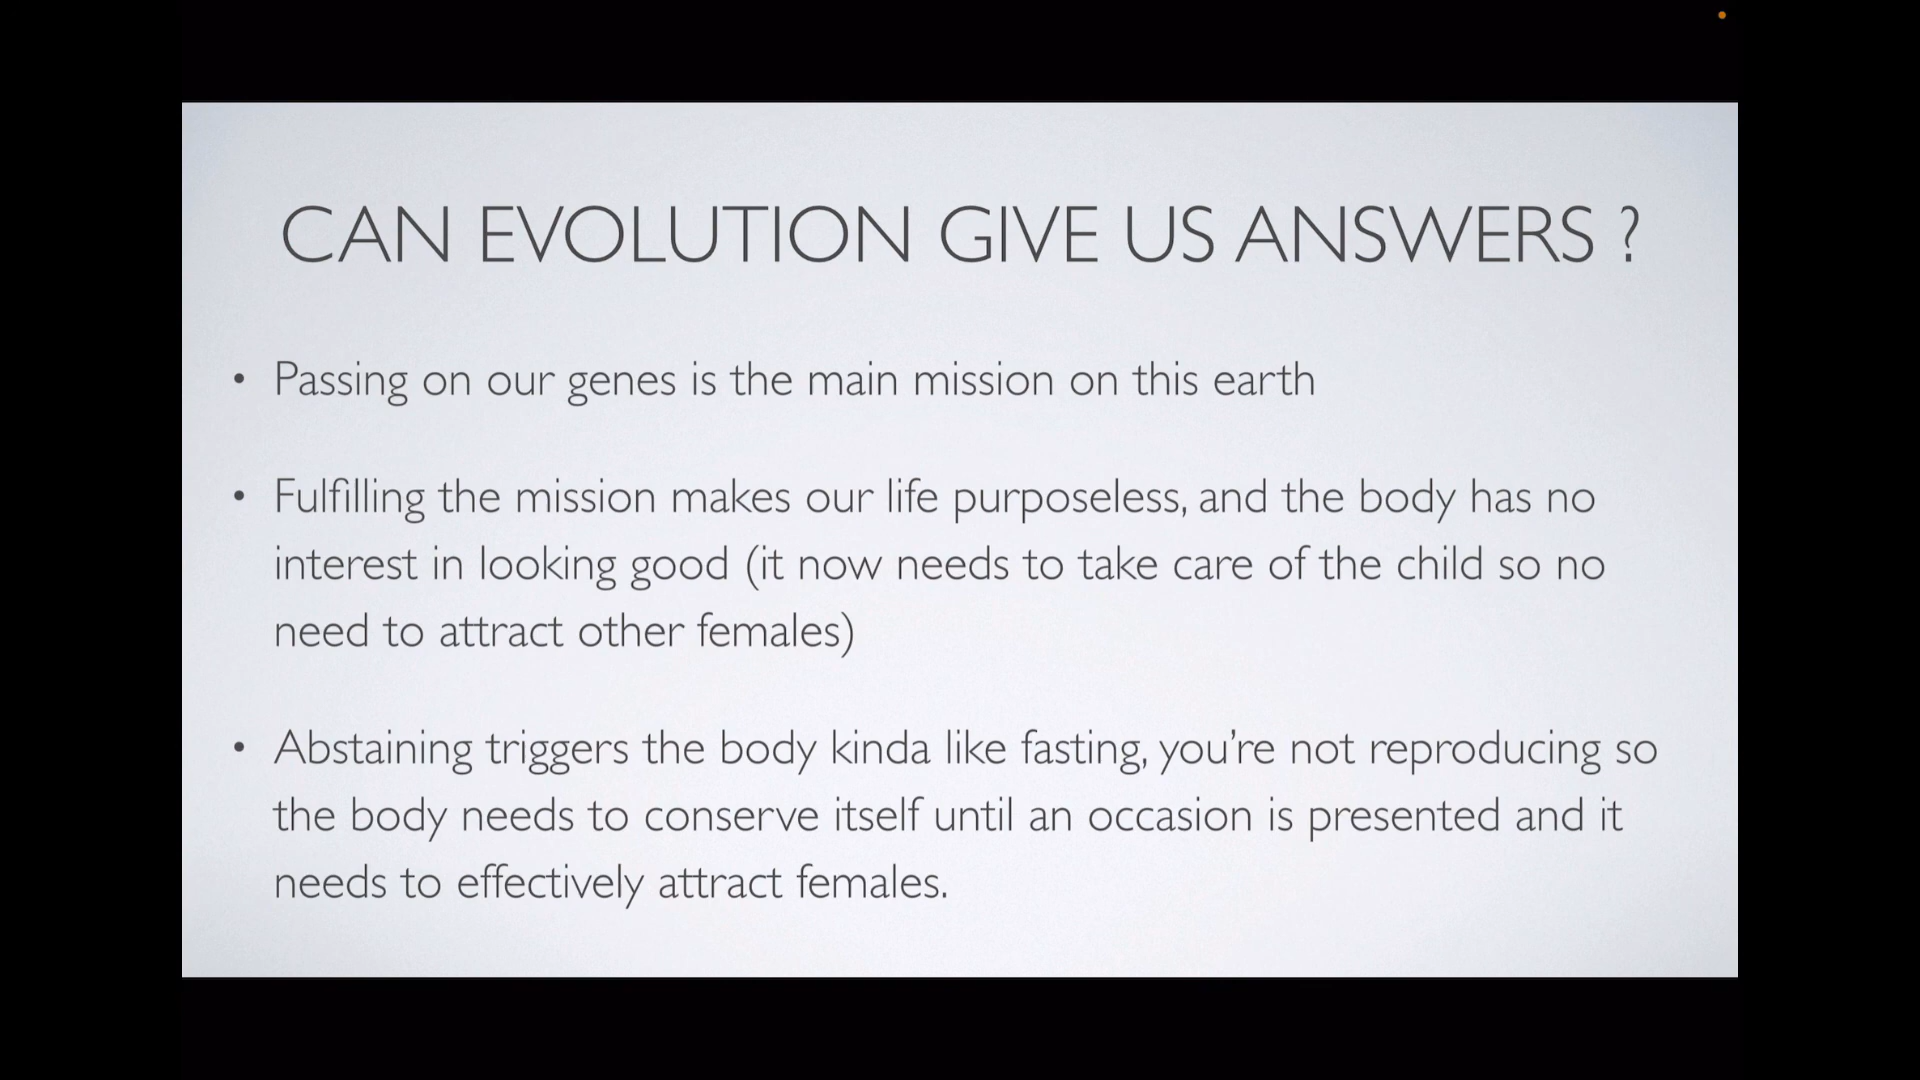 CAN EVOLUTION GIVE US ANSWERS ?
• Passing on our genes is the main mission on this earth
• Fulfilling the mission makes our life purposeless, and the body has no
interest in looking good (it now needs to take care of the child so no
need to attract other females)
• Abstaining triggers the body kinda like fasting, you’re not reproducing so
the body needs to conserve itself until an occasion is presented and it
needs to effectively attract females.